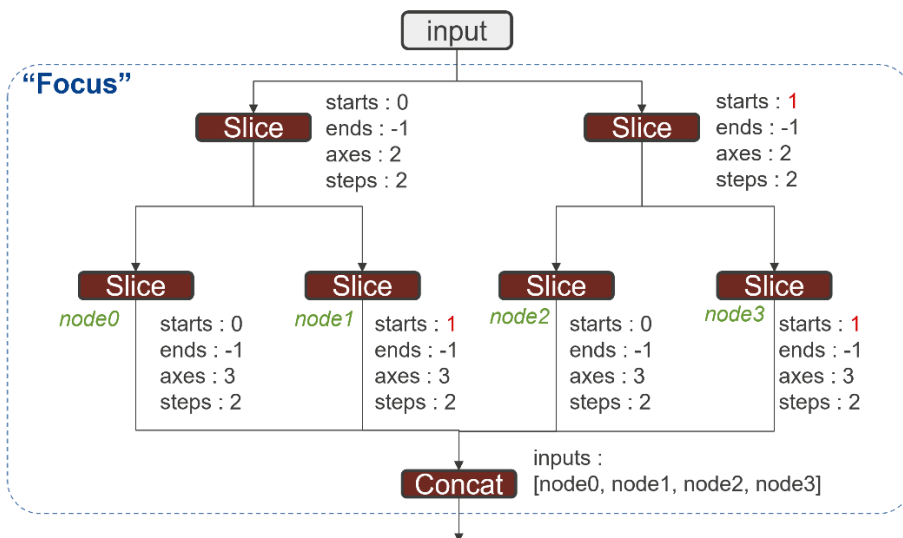 input
“Focus”
Slice
starts : 0
ends : -1
axes : 2
steps : 2
Slice
starts : 1
ends : -1
axes : 2
steps : 2
Slice
node0
starts : 0
ends : -1
axes : 3
steps : 2
Slice
node1
starts : 1
ends : -1
axes : 3
steps : 2
Slice
node2
starts : 0
ends : -1
axes : 3
steps : 2
Slice
node3
starts : 1
ends : -1
axes : 3
steps : 2
Concat
inputs :
[node0, node1, node2, node3]